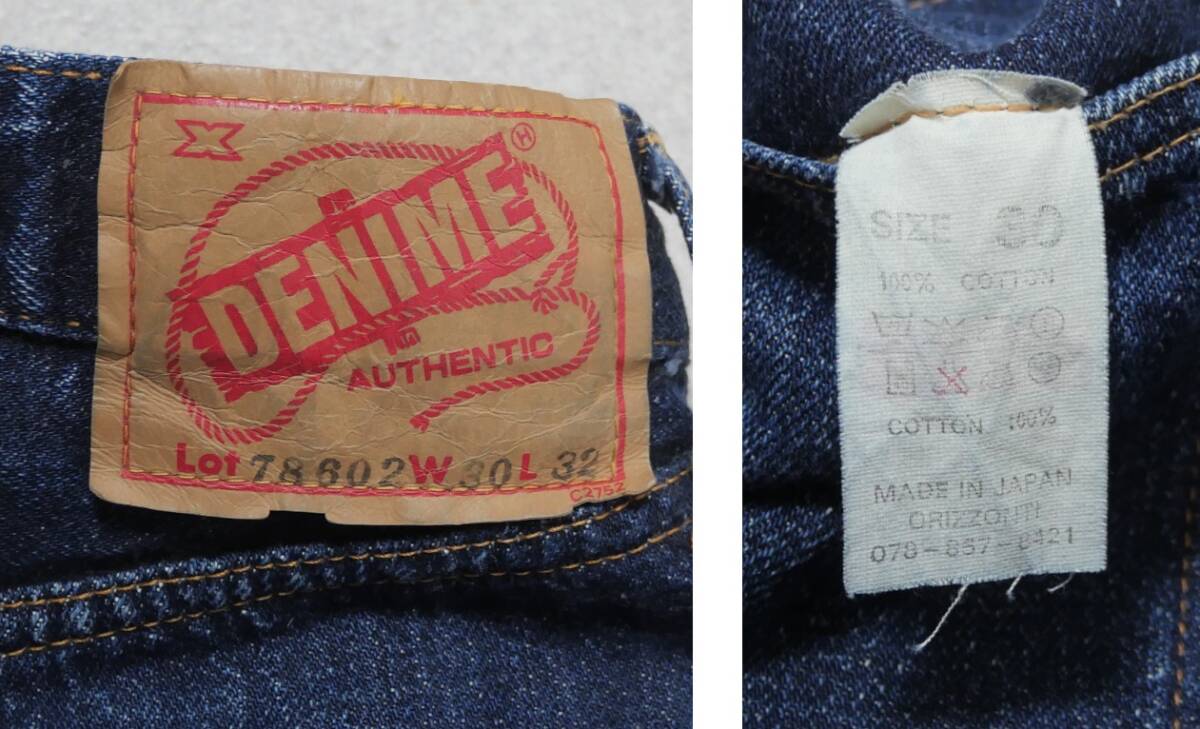 X
DENIME
Ⓗ
AUTHENTIC
Lot 78602 W 30 L 32
C2752
SIZE 30
100% COTTON
COTTON 100%
MADE IN JAPAN
ORIZZONTI
078-857-8421